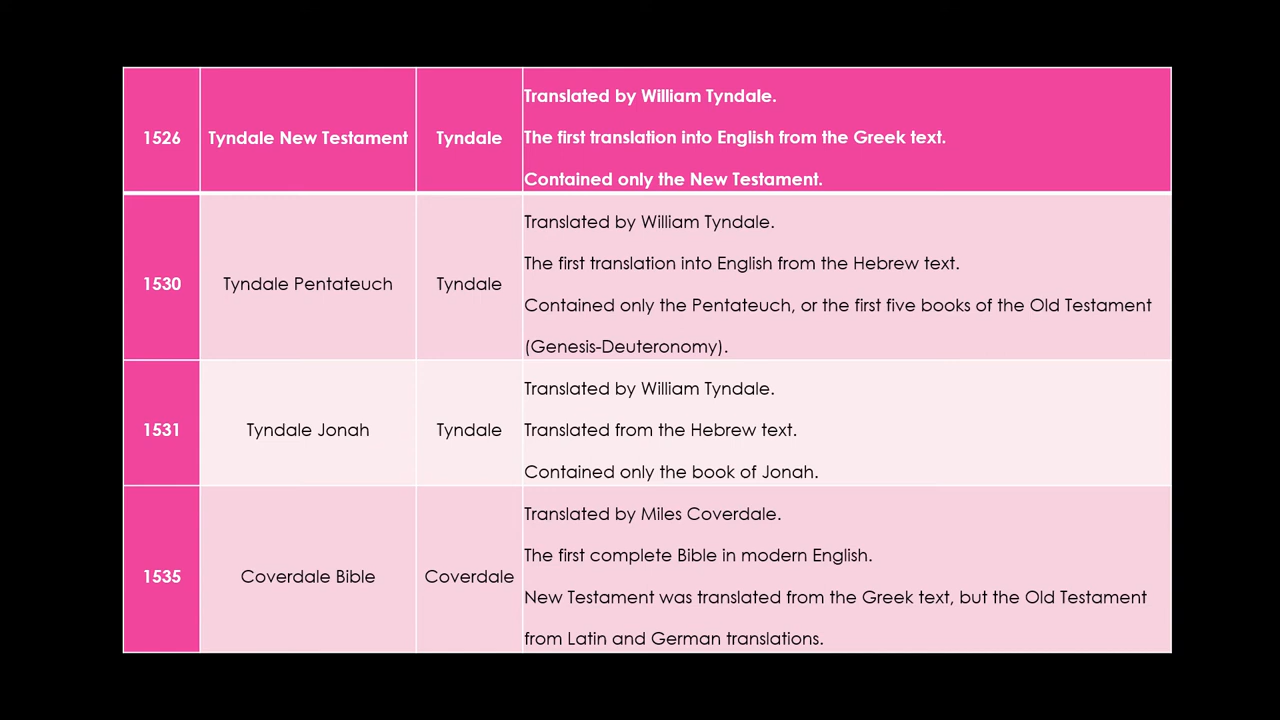 1526
Tyndale New Testament
Tyndale
Translated by William Tyndale.
The first translation into English from the Greek text.
Contained only the New Testament.
1530
Tyndale Pentateuch
Tyndale
Translated by William Tyndale.
The first translation into English from the Hebrew text.
Contained only the Pentateuch, or the first five books of the Old Testament
(Genesis-Deuteronomy).
1531
Tyndale Jonah
Tyndale
Translated by William Tyndale.
Translated from the Hebrew text.
Contained only the book of Jonah.
1535
Coverdale Bible
Coverdale
Translated by Miles Coverdale.
The first complete Bible in modern English.
New Testament was translated from the Greek text, but the Old Testament
from Latin and German translations.